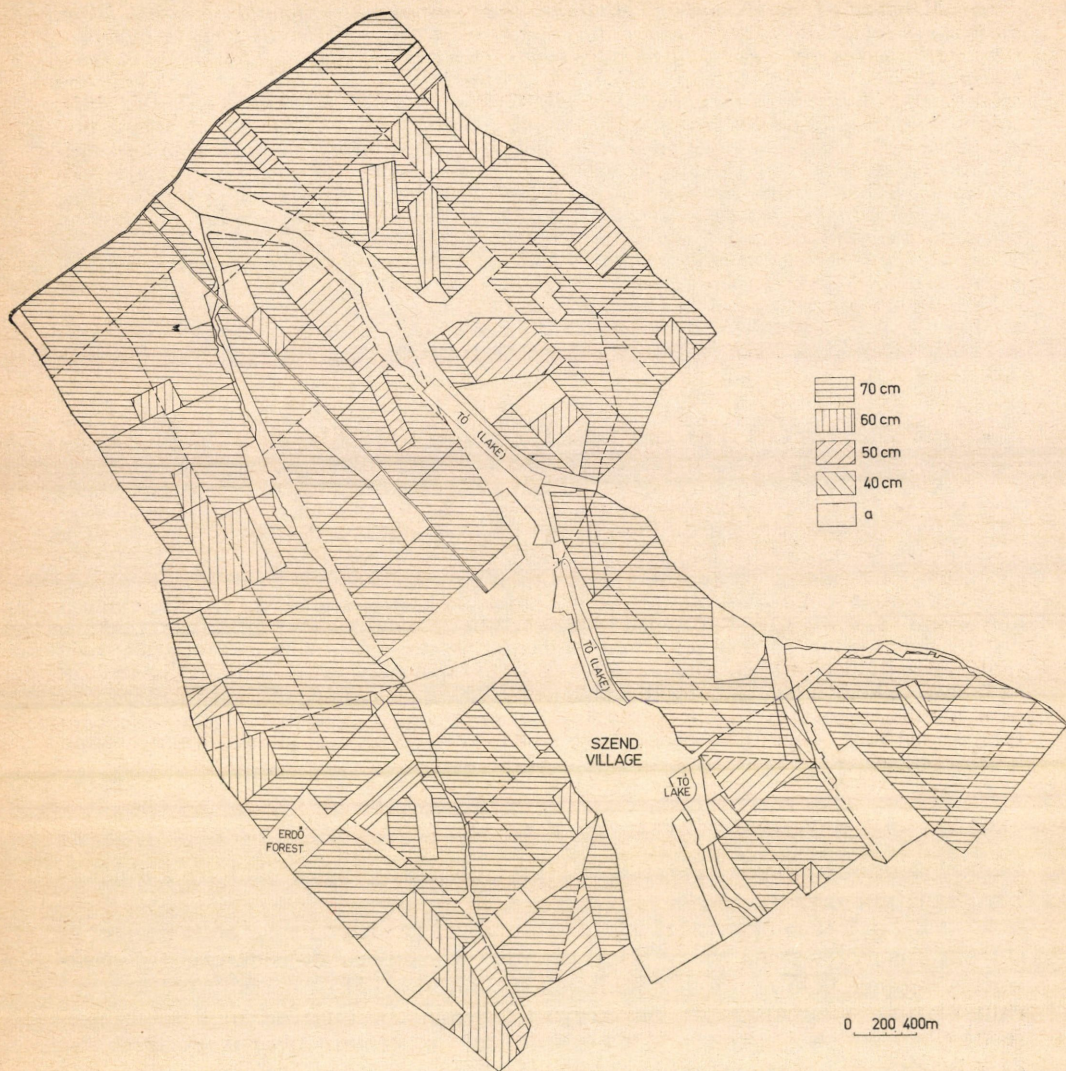 70 cm
60 cm
50 cm
40 cm
a
TÓ (LAKE)
TÓ (LAKE)
SZEND
VILLAGE
TÓ
LAKE
ERDŐ
FOREST
0 200 400m